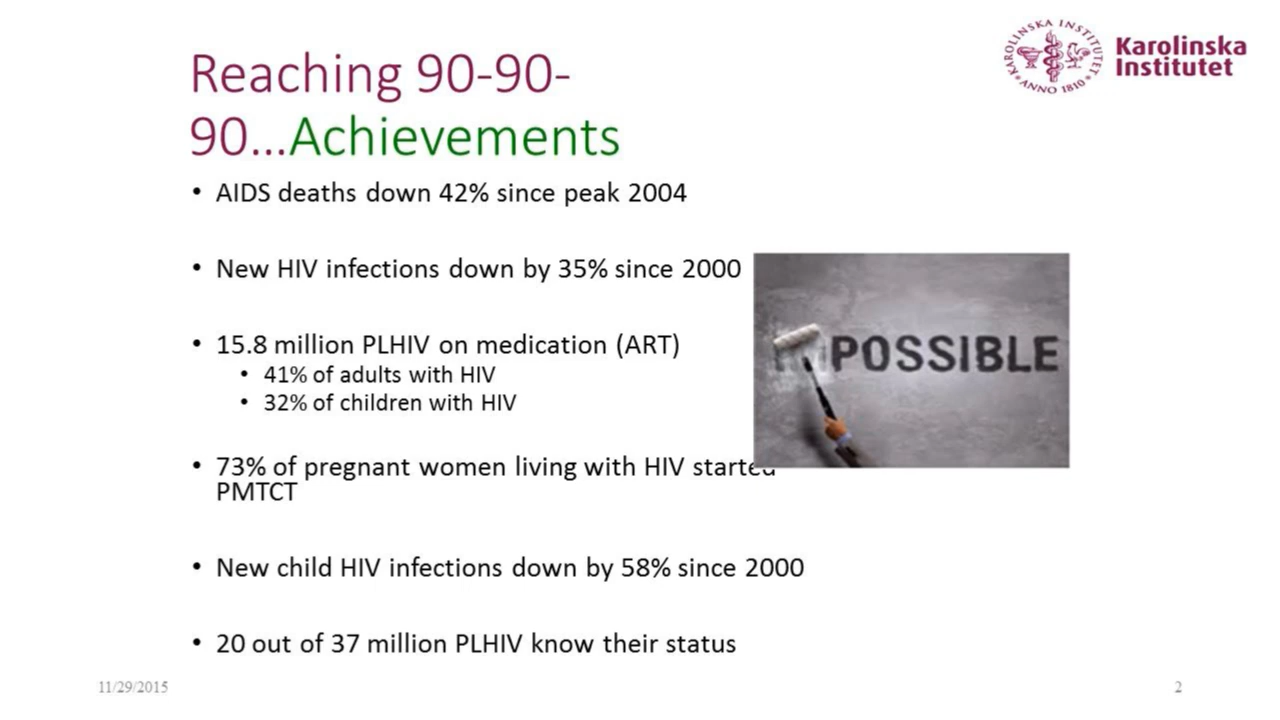 Reaching 90-90-
90...Achievements
KAROLINSKA INSTITUTET
ANNO 1810
Karolinska
Institutet
• AIDS deaths down 42% since peak 2004
• New HIV infections down by 35% since 2000
• 15.8 million PLHIV on medication (ART)
• 41% of adults with HIV
• 32% of children with HIV
POSSIBLE
• 73% of pregnant women living with HIV started
PMTCT
• New child HIV infections down by 58% since 2000
• 20 out of 37 million PLHIV know their status
11/29/2015
2